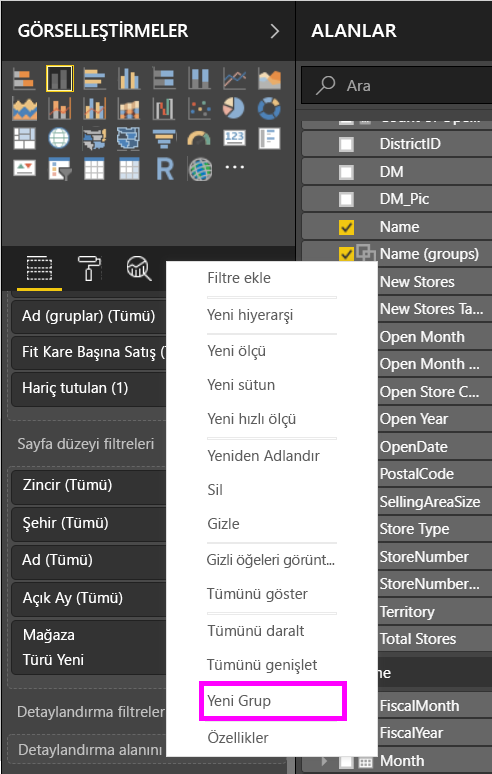 GÖRSELLEŞTİRMELER
123
R
Ad (gruplar) (Tümü)
Fit Kare Başına Satış (
Hariç tutulan (1)
Sayfa düzeyi filtreleri
Zincir (Tümü)
Şehir (Tümü)
Ad (Tümü)
Açık Ay (Tümü)
Mağaza
Türü Yeni
Detaylandırma filtreler
Detaylandırma alanını
Filtre ekle
Yeni hiyerarşi
Yeni ölçü
Yeni sütun
Yeni hızlı ölçü
Yeniden Adlandır
Sil
Gizle
Gizli öğeleri görünt...
Tümünü göster
Tümünü daralt
Tümünü genişlet
Yeni Grup
Özellikler
ALANLAR
Ara
DistrictID
DM
DM_Pic
Name
Name (groups)
New Stores
New Stores Ta...
Open Month
Open Month ...
Open Store C...
Open Year
OpenDate
PostalCode
SellingAreaSize
Store Type
StoreNumber
StoreNumber...
Territory
Total Stores
me
FiscalMonth
FiscalYear
Month